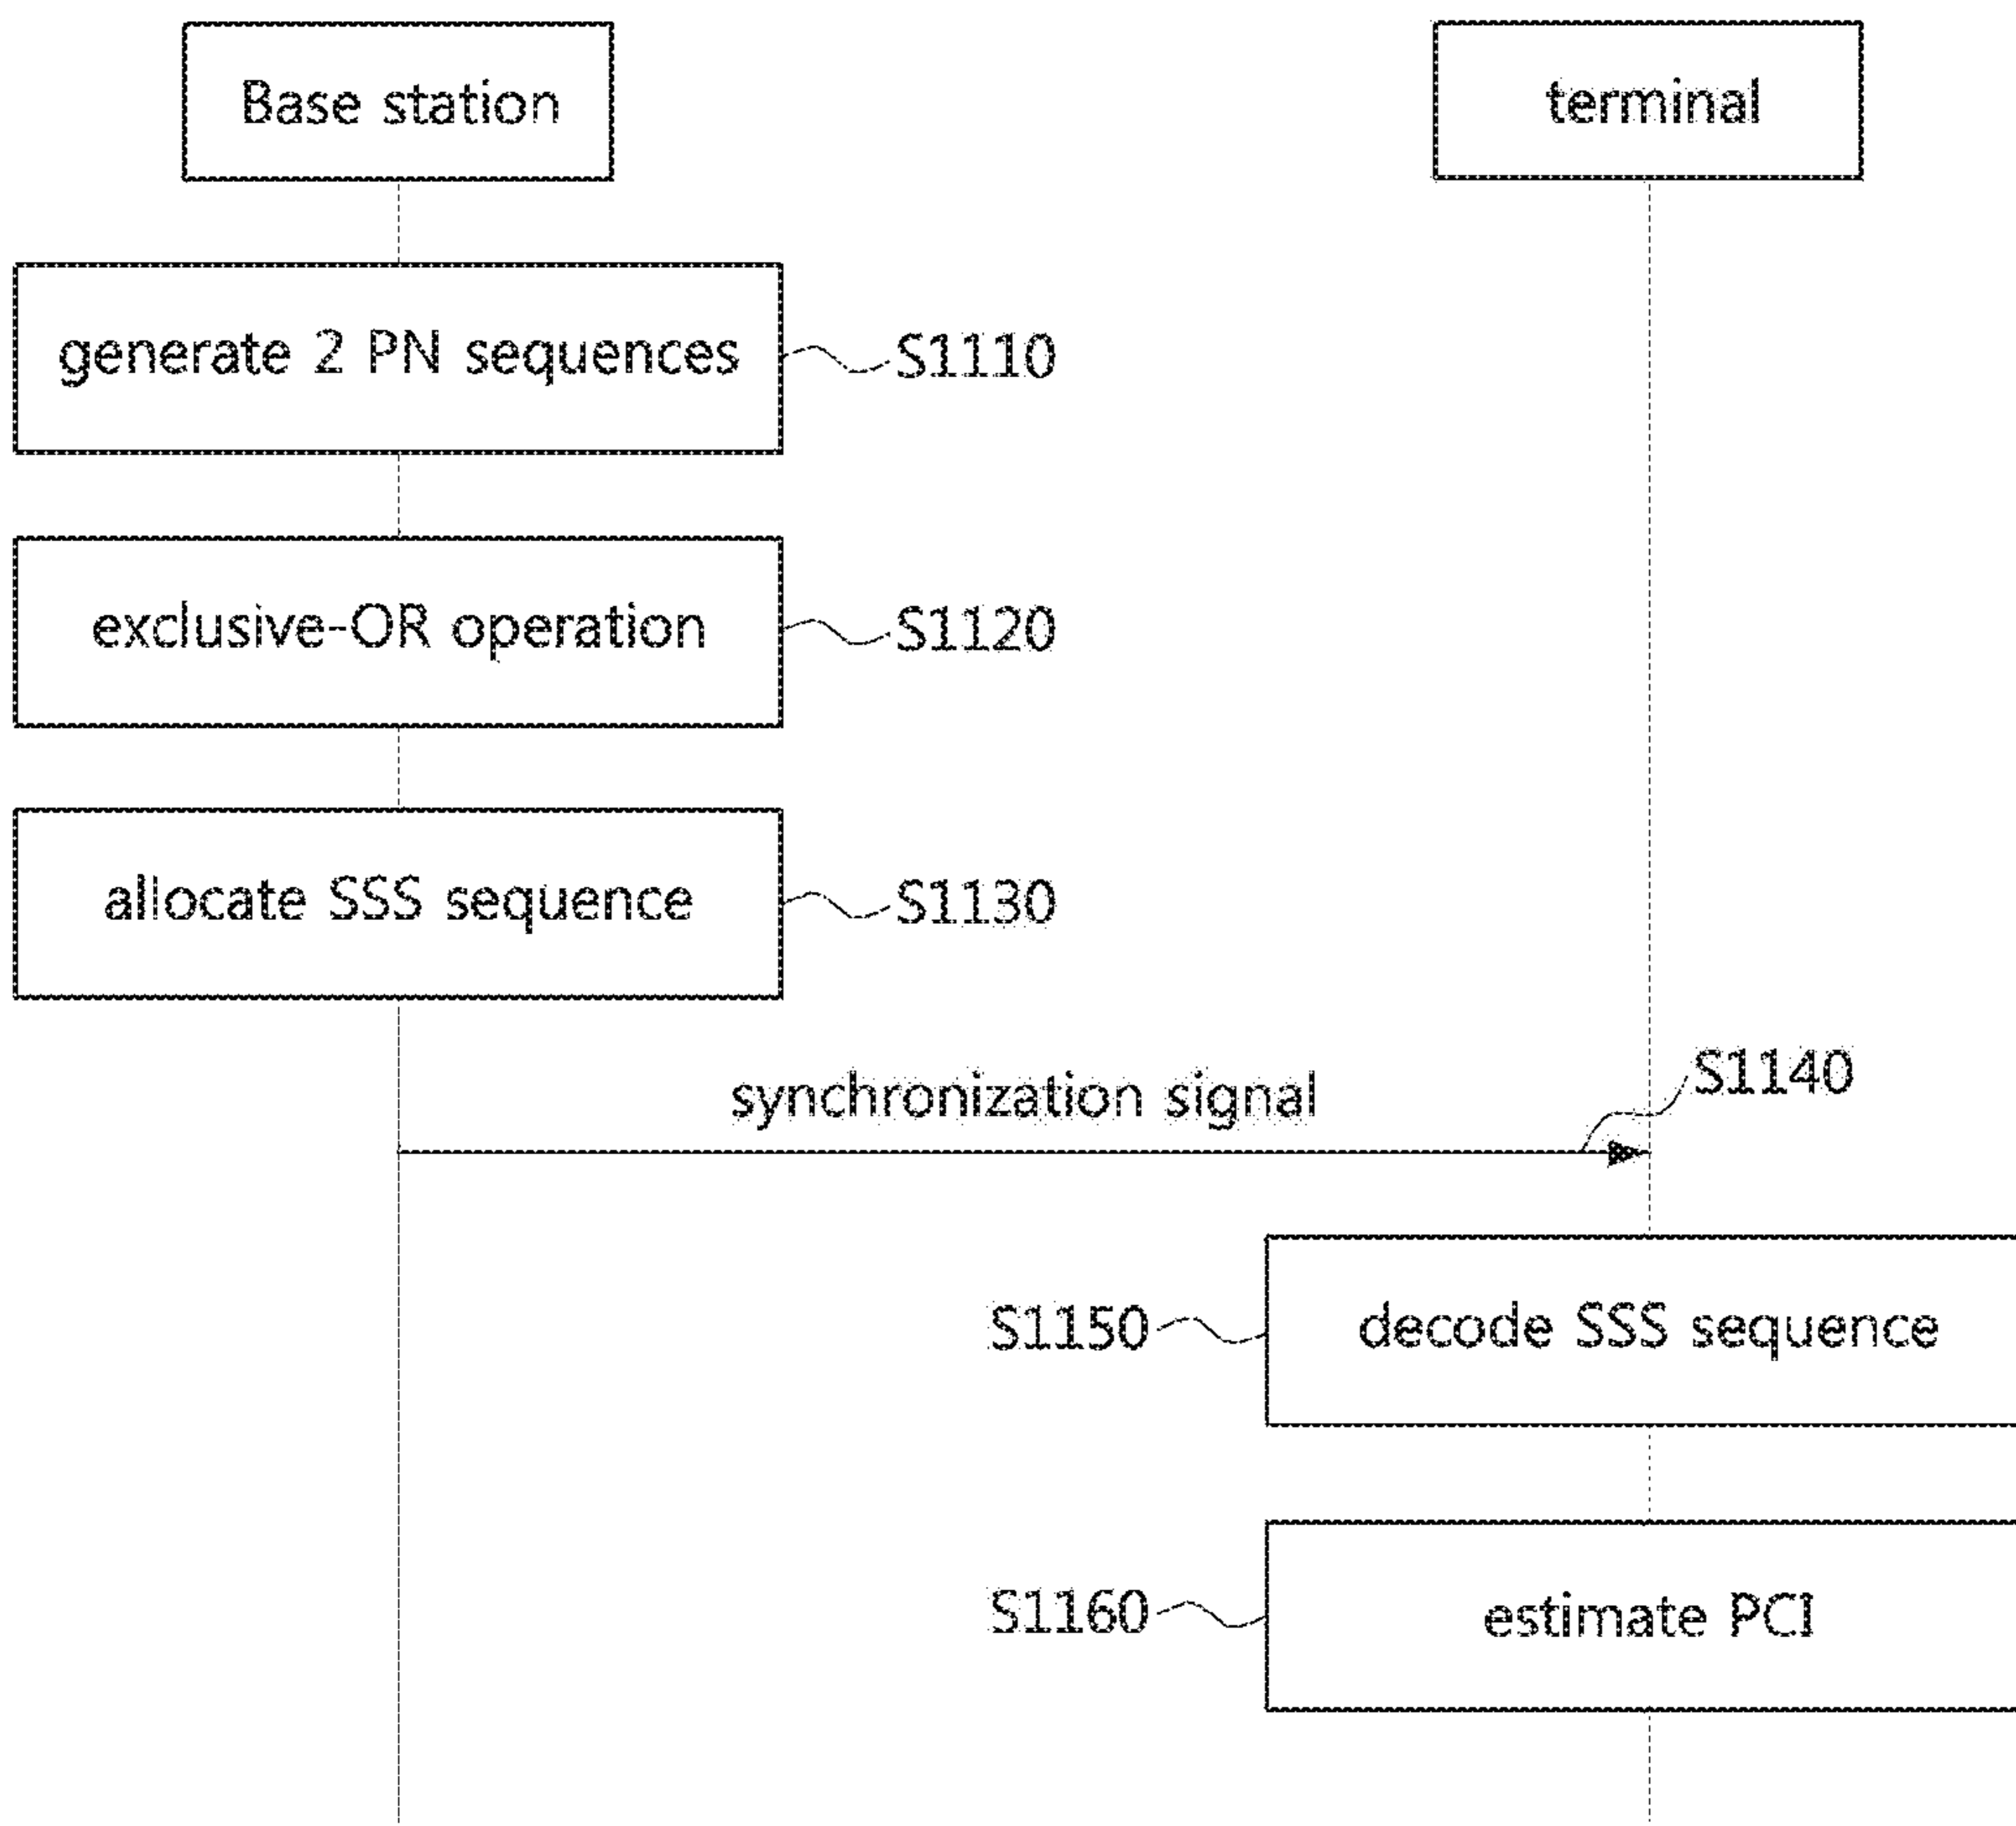 Base station
terminal
generate 2 PN sequences
S1110
exclusive-OR operation
S1120
allocate SSS sequence
S1130
synchronization signal
S1140
S1150
decode SSS sequence
S1160
estimate PCI